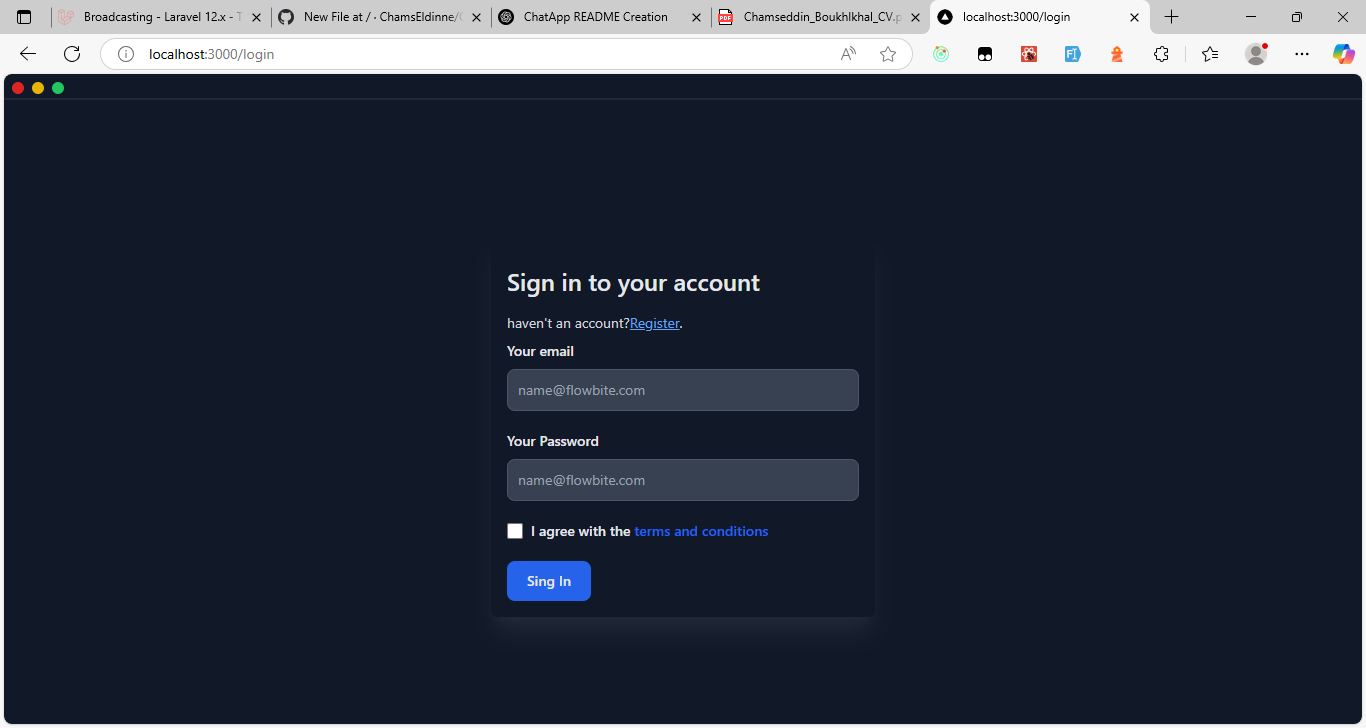 Broadcasting - Laravel 12.x - T
New File at / · ChamsEldinne/
ChatApp README Creation
Chamseddin_Boukhlkhal_CV.p
localhost:3000/login
localhost:3000/login
Sign in to your account
haven't an account?Register.
Your email
name@flowbite.com
Your Password
name@flowbite.com
I agree with the terms and conditions
Sing In